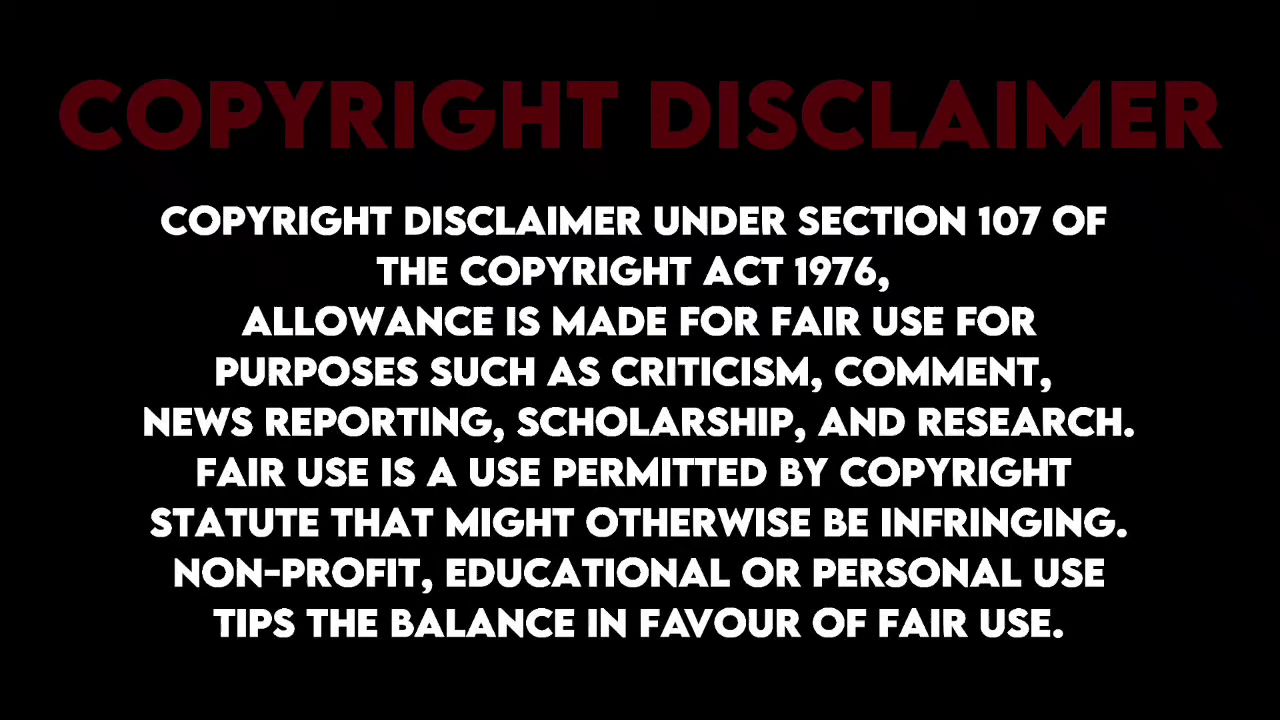 COPYRIGHT DISCLAIMER
COPYRIGHT DISCLAIMER UNDER SECTION 107 OF
THE COPYRIGHT ACT 1976,
ALLOWANCE IS MADE FOR FAIR USE FOR
PURPOSES SUCH AS CRITICISM, COMMENT,
NEWS REPORTING, SCHOLARSHIP, AND RESEARCH.
FAIR USE IS A USE PERMITTED BY COPYRIGHT
STATUTE THAT MIGHT OTHERWISE BE INFRINGING.
NON-PROFIT, EDUCATIONAL OR PERSONAL USE
TIPS THE BALANCE IN FAVOUR OF FAIR USE.